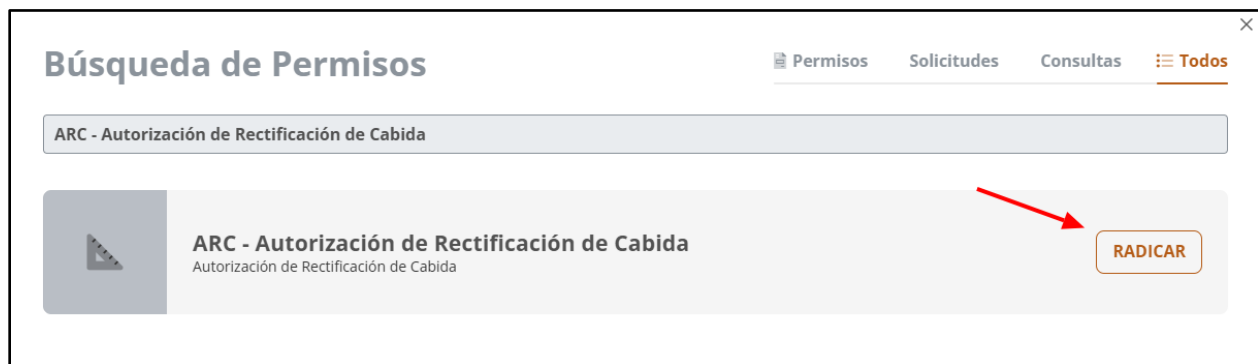 Búsqueda de Permisos
Permisos Solicitudes Consultas Todos
ARC - Autorización de Rectificación de Cabida
ARC - Autorización de Rectificación de Cabida
Autorización de Rectificación de Cabida
RADICAR